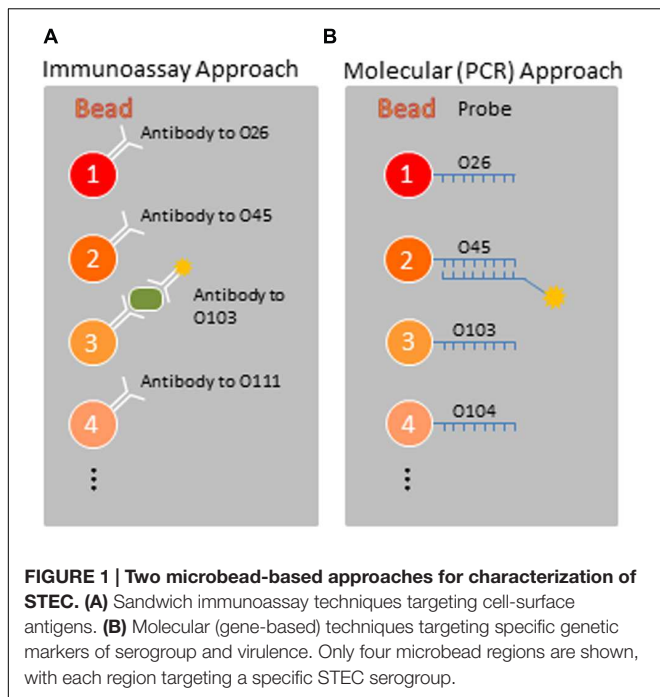 A
B
Immunoassay Approach
Molecular (PCR) Approach
Bead
Antibody to O26
1
Antibody to O45
2
Antibody to
O103
3
Antibody to O111
4
⋮
Bead Probe
O26
1
O45
2
O103
3
O104
4
⋮
FIGURE 1 | Two microbead-based approaches for characterization of
STEC. (A) Sandwich immunoassay techniques targeting cell-surface
antigens. (B) Molecular (gene-based) techniques targeting specific genetic
markers of serogroup and virulence. Only four microbead regions are shown,
with each region targeting a specific STEC serogroup.